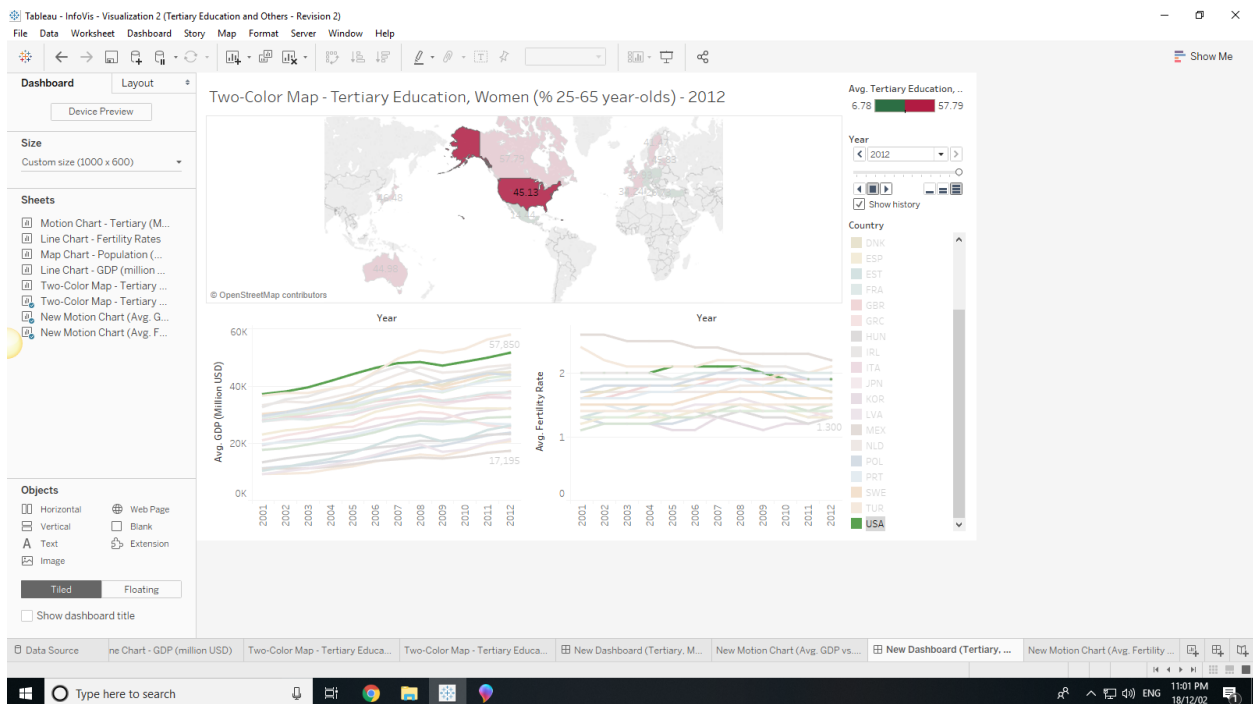 Tableau - InfoVis - Visualization 2 (Tertiary Education and Others - Revision 2)
File Data Worksheet Dashboard Story Map Format Server Window Help
Show Me
Dashboard Layout
Device Preview
Size
Custom size (1000 x 600)
Sheets
Motion Chart - Tertiary (M...
Line Chart - Fertility Rates
Map Chart - Population (...
Line Chart - GDP (million ...
Two-Color Map - Tertiary ...
Two-Color Map - Tertiary ...
New Motion Chart (Avg. G...
New Motion Chart (Avg. F...
Objects
Horizontal Web Page
Vertical Blank
Text Extension
Image
Tiled Floating
Show dashboard title
Two-Color Map - Tertiary Education, Women (% 25-65 year-olds) - 2012
45.13
© OpenStreetMap contributors
Avg. Tertiary Education, ..
6.78 57.79
Year
2012
Show history
Country
DNK
ESP
EST
FRA
GBR
GRC
HUN
IRL
ITA
JPN
KOR
LVA
MEX
NLD
POL
PRT
SWE
TUR
USA
Year
Avg. GDP (Million USD)
60K
40K
20K
0K
57,850
17,195
2001 2002 2003 2004 2005 2006 2007 2008 2009 2010 2011 2012
Year
Avg. Fertility Rate
2
1
0
1.300
2001 2002 2003 2004 2005 2006 2007 2008 2009 2010 2011 2012
Data Source ne Chart - GDP (million USD) Two-Color Map - Tertiary Educa... Two-Color Map - Tertiary Educa... New Dashboard (Tertiary, M... New Motion Chart (Avg. GDP vs.... New Dashboard (Tertiary, ... New Motion Chart (Avg. Fertility ...
Type here to search
ENG
11:01 PM
18/12/02
1